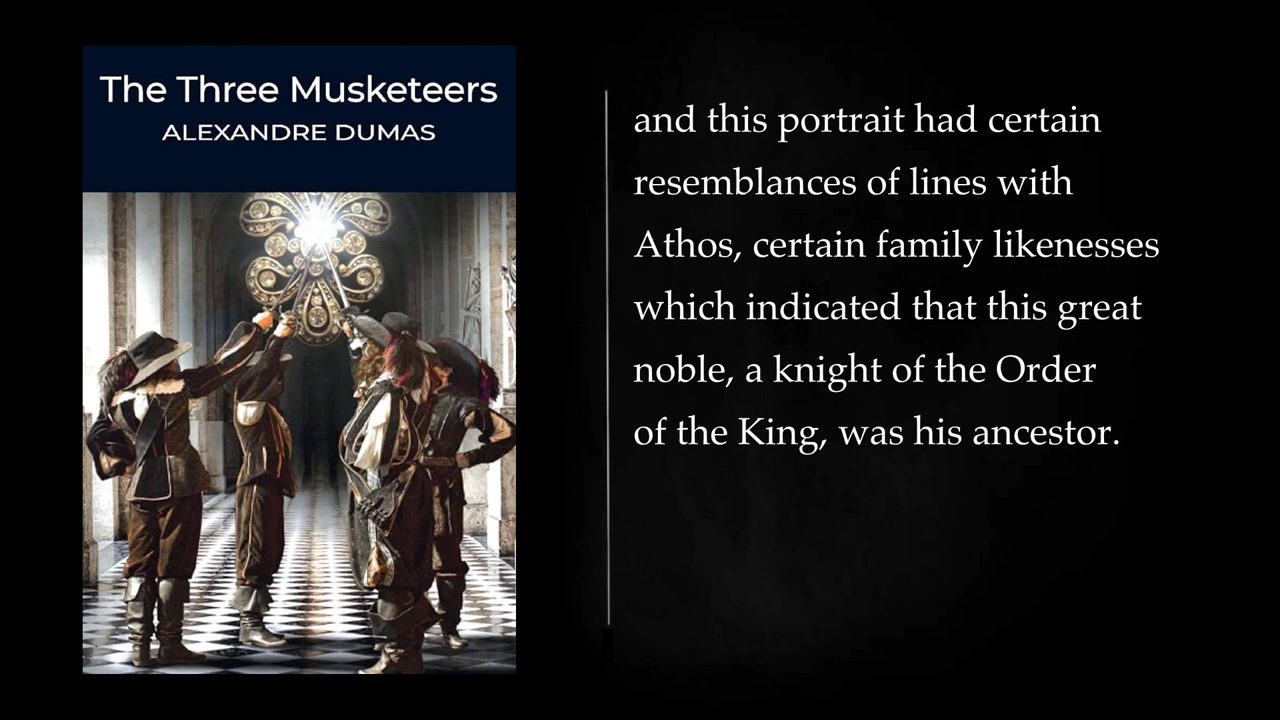 The Three Musketeers
ALEXANDRE DUMAS
and this portrait had certain
resemblances of lines with
Athos, certain family likenesses
which indicated that this great
noble, a knight of the Order
of the King, was his ancestor.